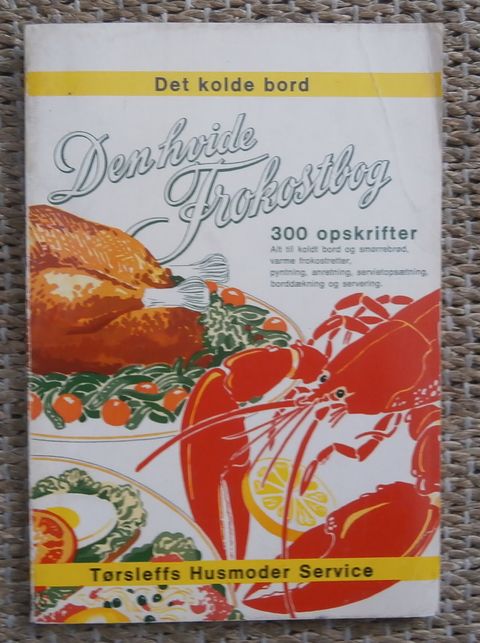 Det kolde bord
Den hvide
Frokostbog
300 opskrifter
Alt til koldt bord og smørrebrød,
varme frokostretter,
pyntning, anretning, servietopsætning,
borddækning og servering.
Tørsleffs Husmoder Service